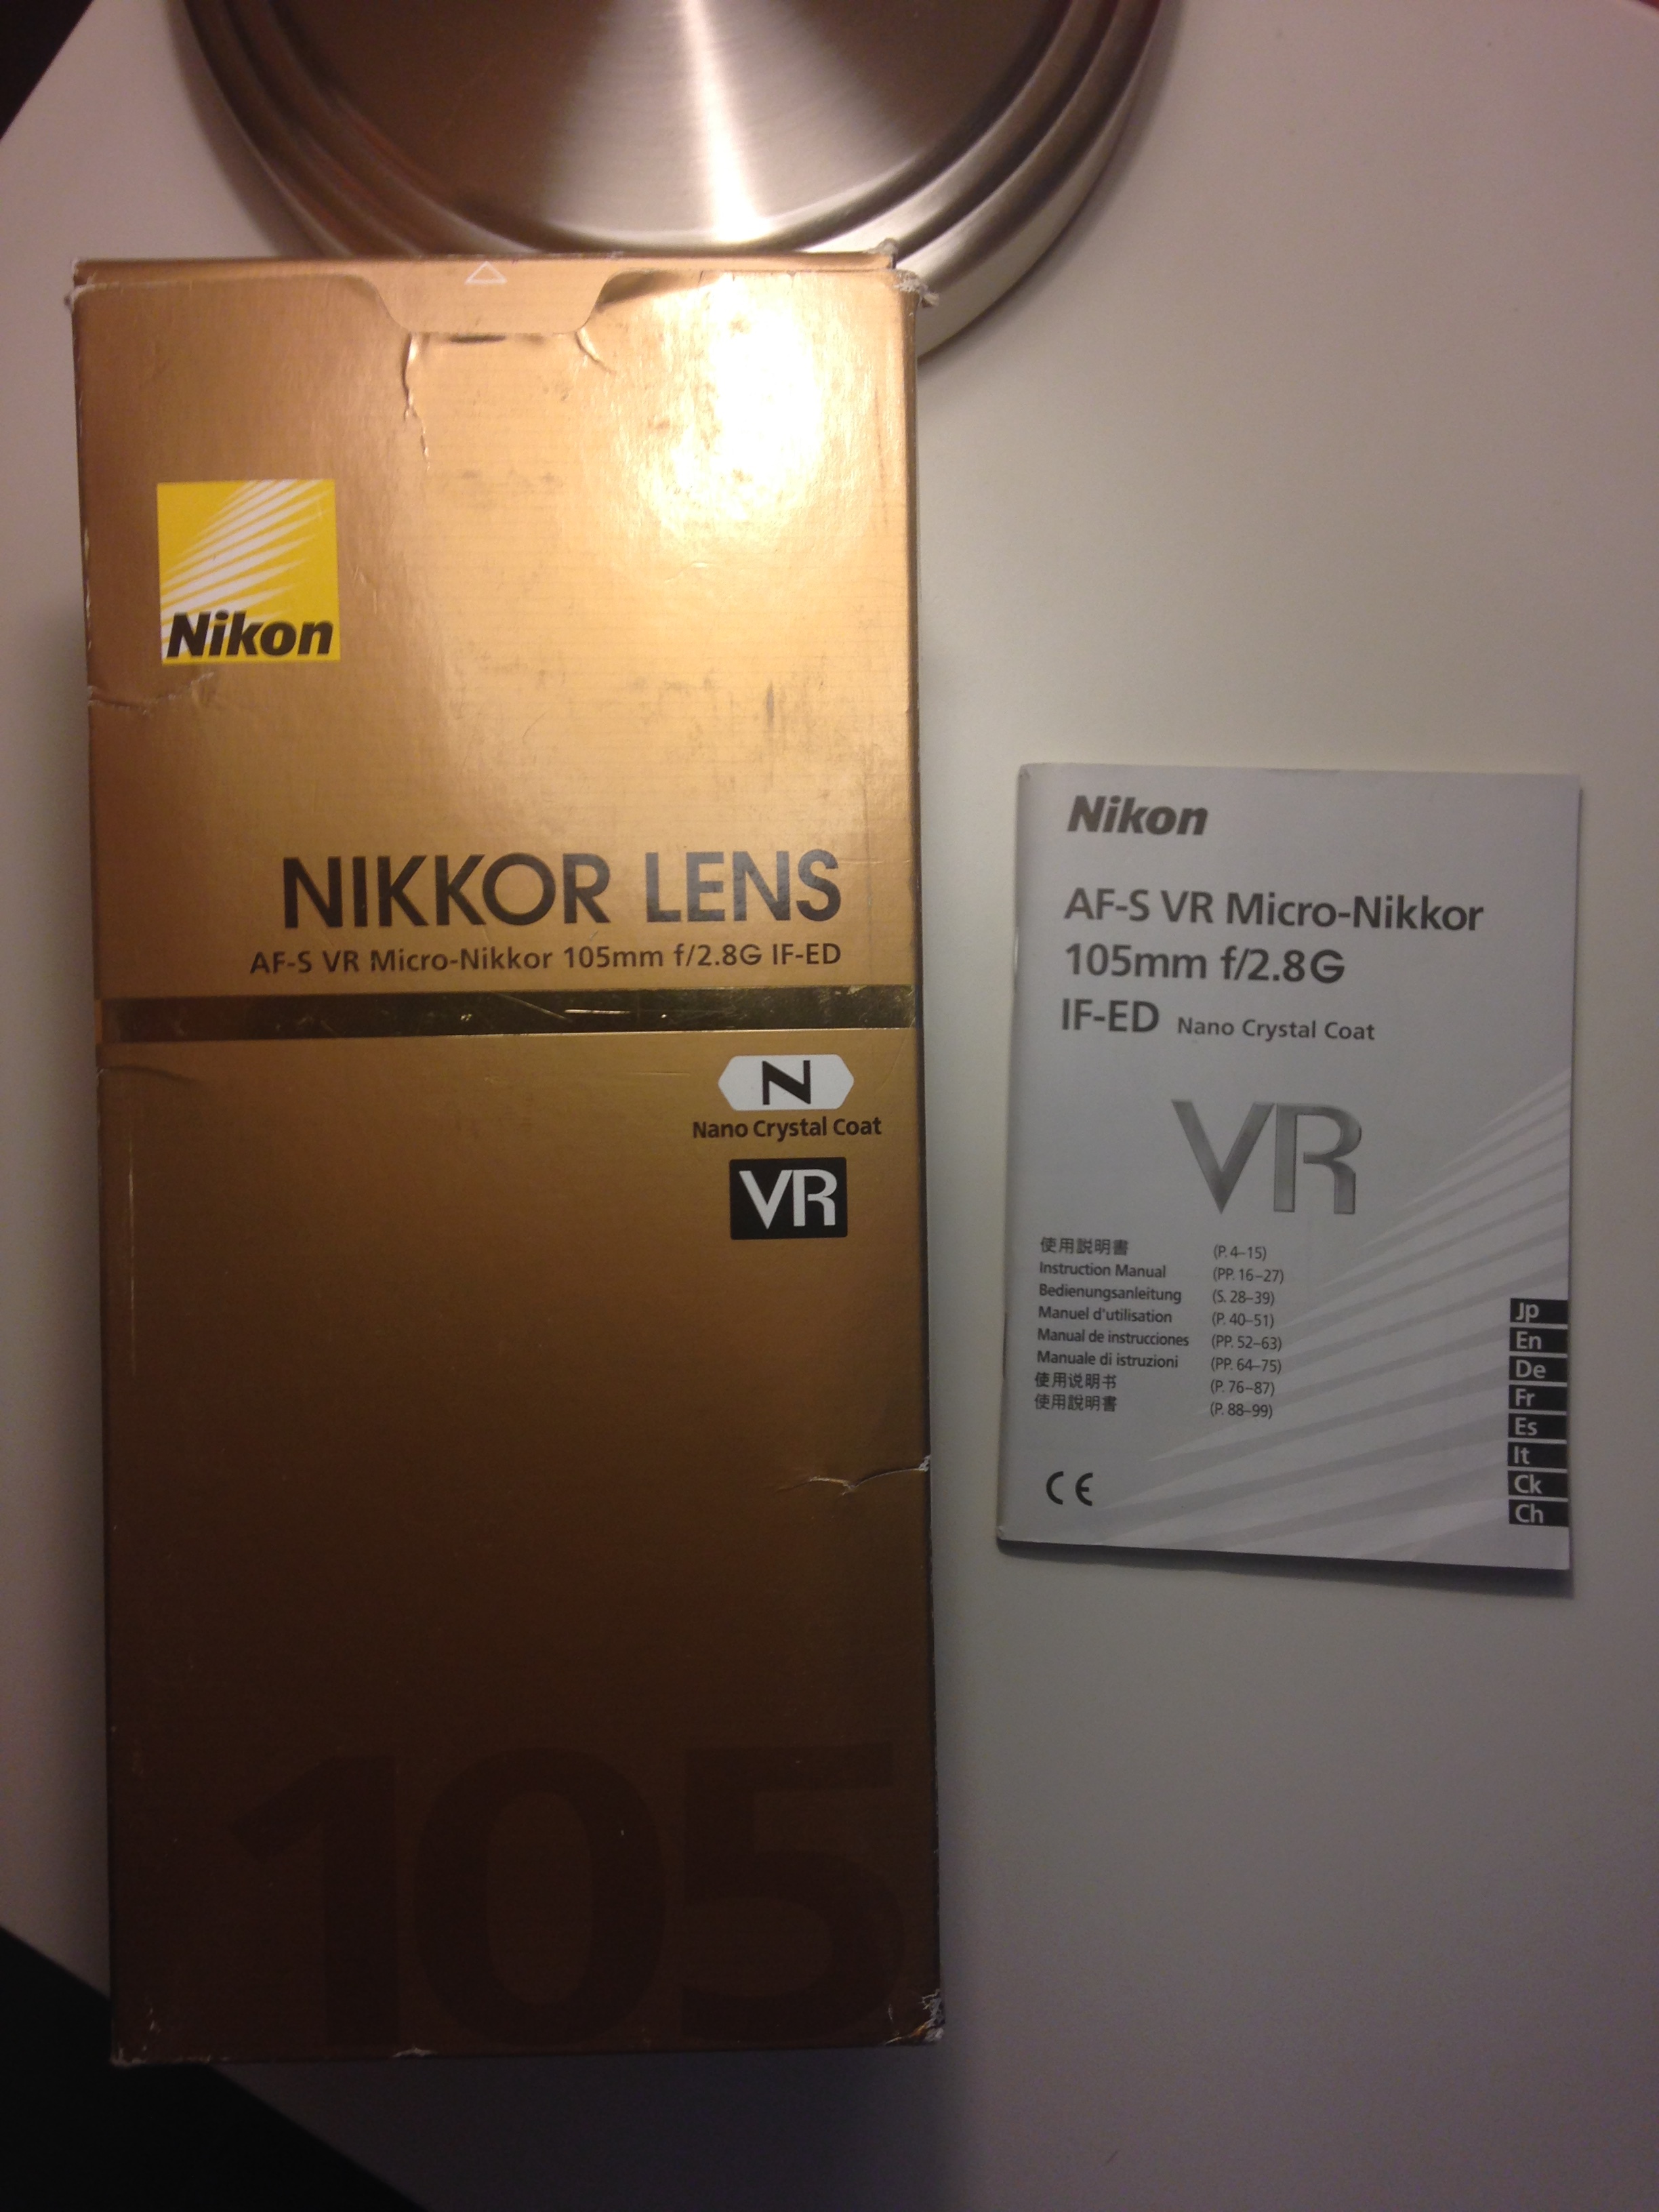 Nikon
NIKKOR LENS
AF-S VR Micro-Nikkor 105mm f/2.8G IF-ED
N
Nano Crystal Coat
VR
105
Nikon
AF-S VR Micro-Nikkor
105mm f/2.8G
IF-ED Nano Crystal Coat
VR
使用説明書 (P. 4–15)
Instruction Manual (PP. 16–27)
Bedienungsanleitung (S. 28–39)
Manuel d'utilisation (P. 40–51)
Manual de instrucciones (PP. 52–63)
Manuale di istruzioni (PP. 64–75)
使用说明书 (P. 76–87)
使用說明書 (P. 88–99)
Jp
En
De
Fr
Es
It
Ck
Ch
CE